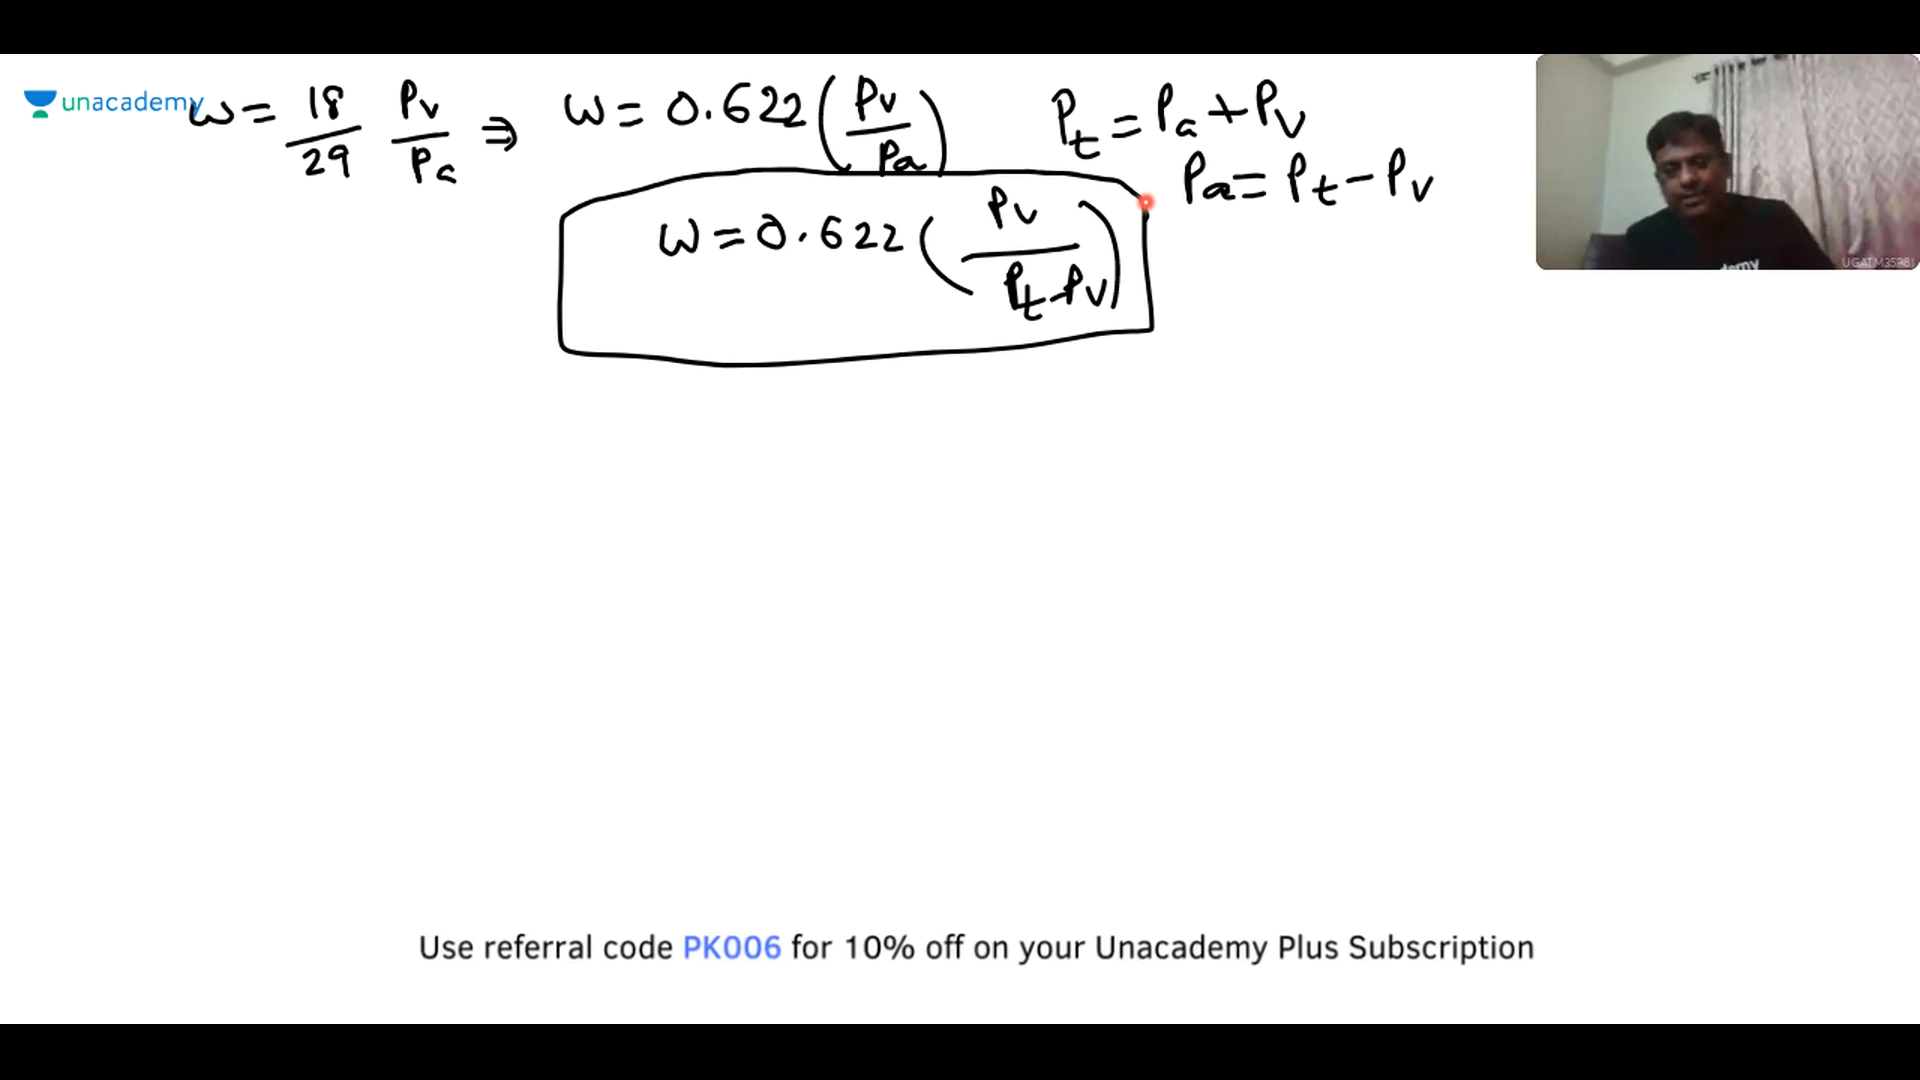 unacademy
ω = 18/29 Pv/Pa ⇒ ω = 0.622 (Pv/Pa) Pt = Pa + Pv
Pa = Pt - Pv
ω = 0.622 (Pv/(Pt - Pv))
UGATM35981
Use referral code PK006 for 10% off on your Unacademy Plus Subscription